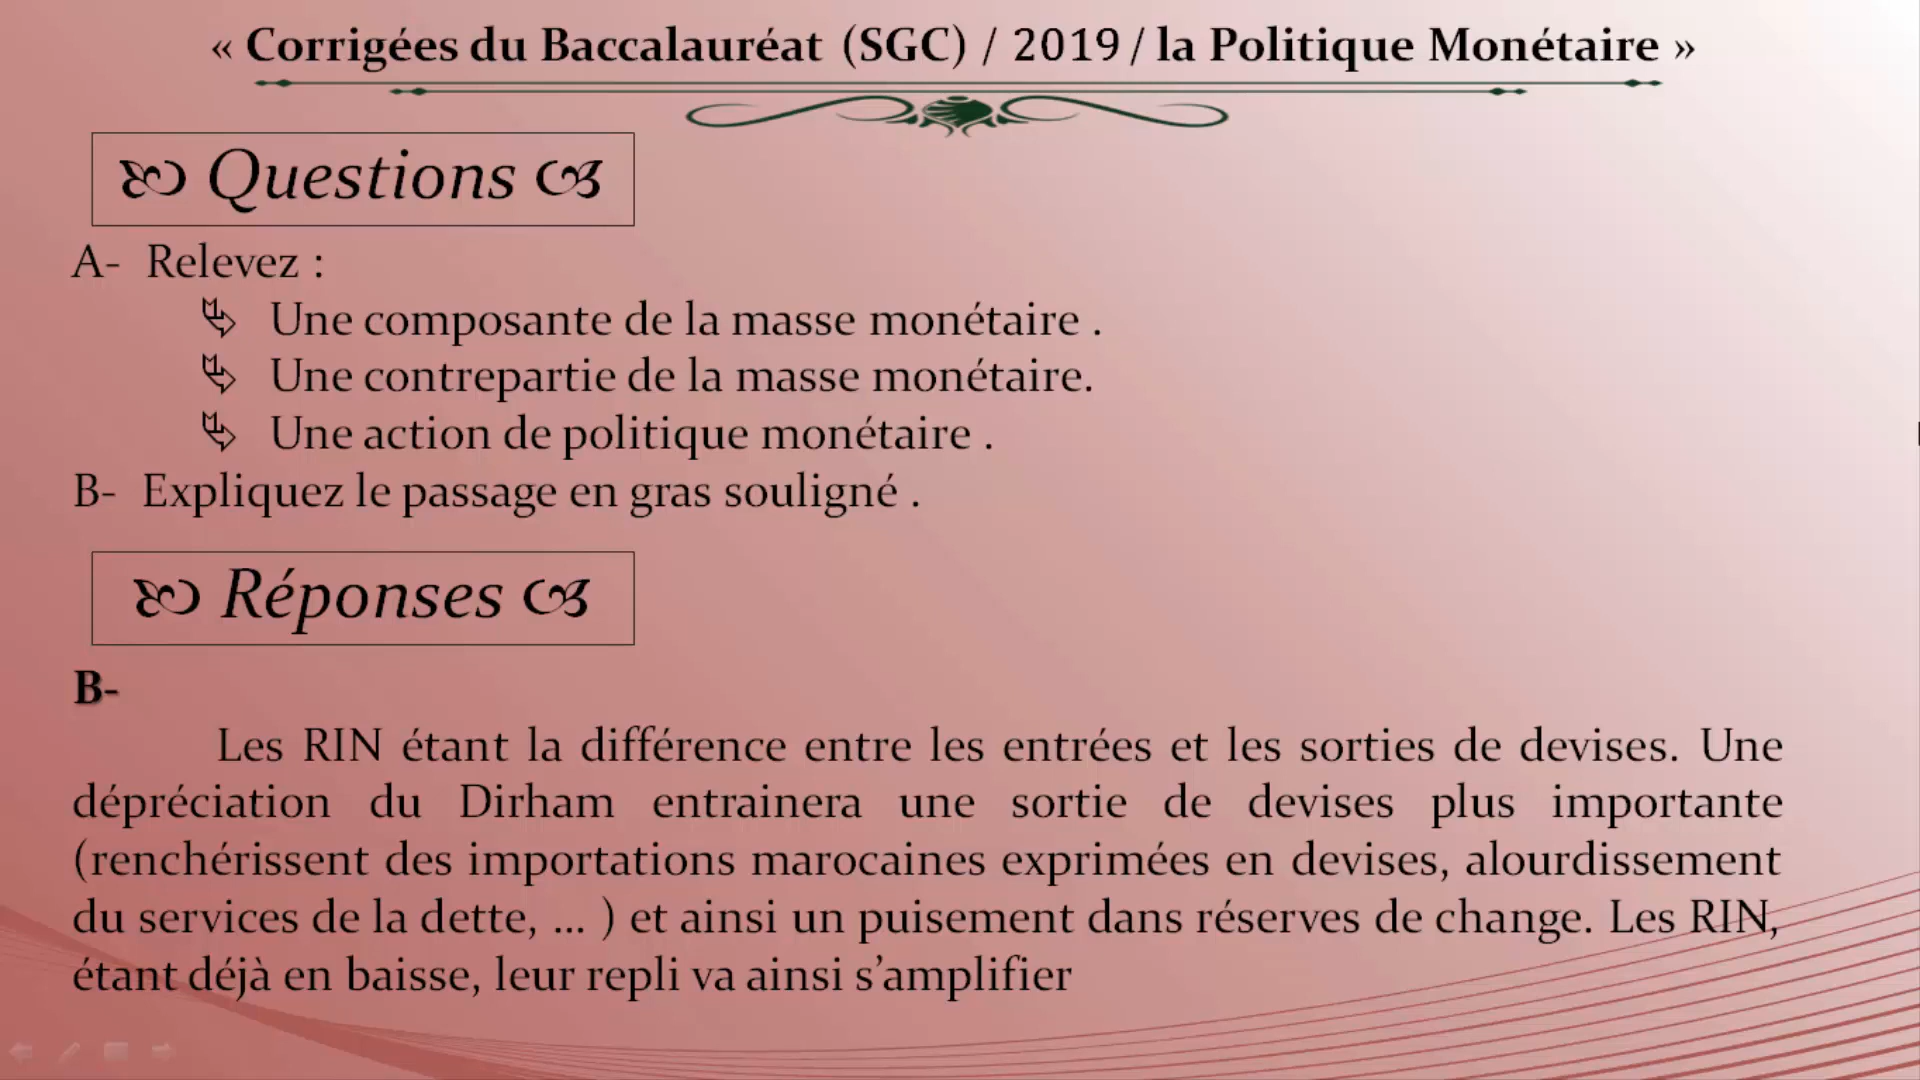 « Corrigées du Baccalauréat (SGC) / 2019 / la Politique Monétaire »
Questions
A- Relevez :
Une composante de la masse monétaire .
Une contrepartie de la masse monétaire.
Une action de politique monétaire .
B- Expliquez le passage en gras souligné .
Réponses
B-
Les RIN étant la différence entre les entrées et les sorties de devises. Une
dépréciation du Dirham entrainera une sortie de devises plus importante
(renchérissent des importations marocaines exprimées en devises, alourdissement
du services de la dette, ... ) et ainsi un puisement dans réserves de change. Les RIN,
étant déjà en baisse, leur repli va ainsi s’amplifier